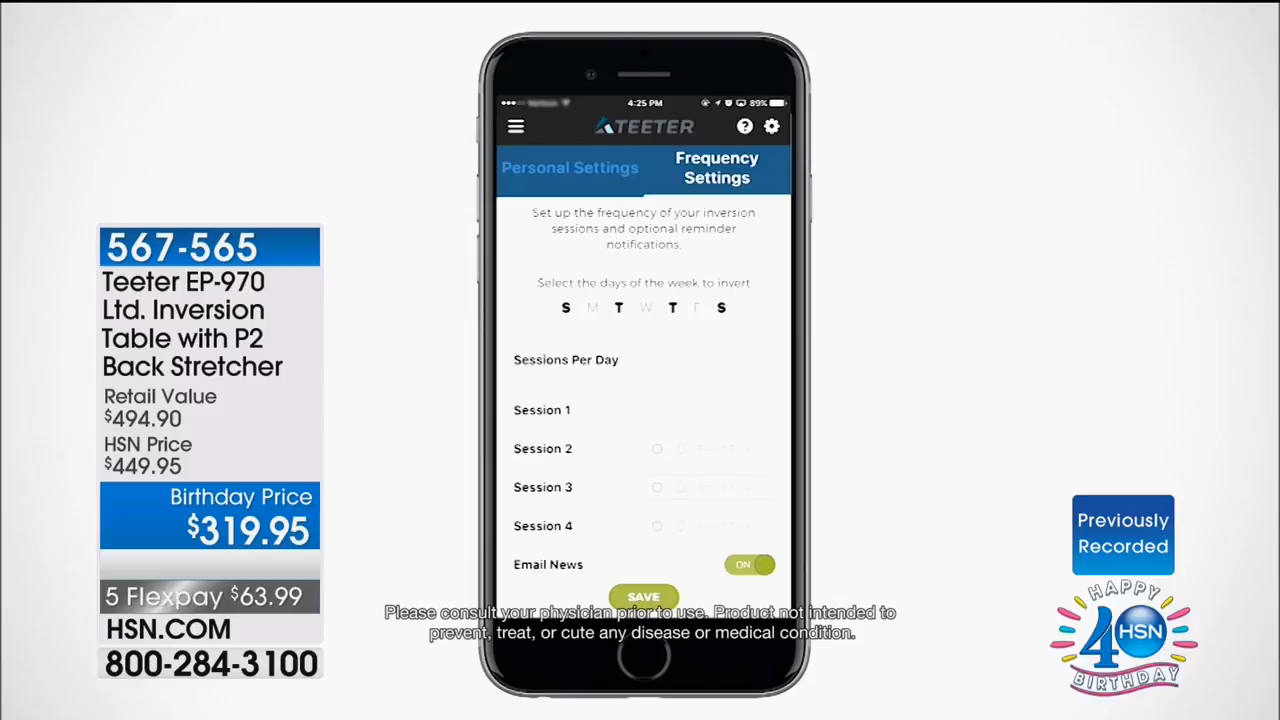 567-565
Teeter EP-970
Ltd. Inversion
Table with P2
Back Stretcher
Retail Value
$494.90
HSN Price
$449.95
Birthday Price
$319.95
5 Flexpay $63.99
HSN.COM
800-284-3100
4:25 PM
89%
TEETER
?
Personal Settings
Frequency
Settings
Set up the frequency of your inversion
sessions and optional reminder
notifications.
Select the days of the week to invert
S M T W T F S
Sessions Per Day
Session 1
Session 2
Session 3
Session 4
Email News
ON
SAVE
Please consult your physician prior to use. Product not intended to
prevent, treat, or cute any disease or medical condition.
Previously
Recorded
HAPPY
40
HSN
BIRTHDAY